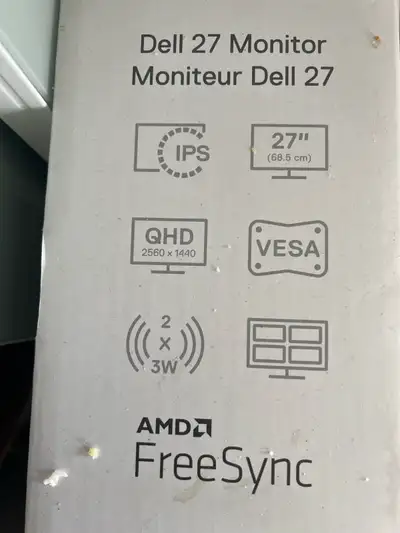 Dell 27 Monitor
Moniteur Dell 27
IPS
27"
(68.5 cm)
QHD
2560 x 1440
VESA
2
X
3W
AMD
FreeSync